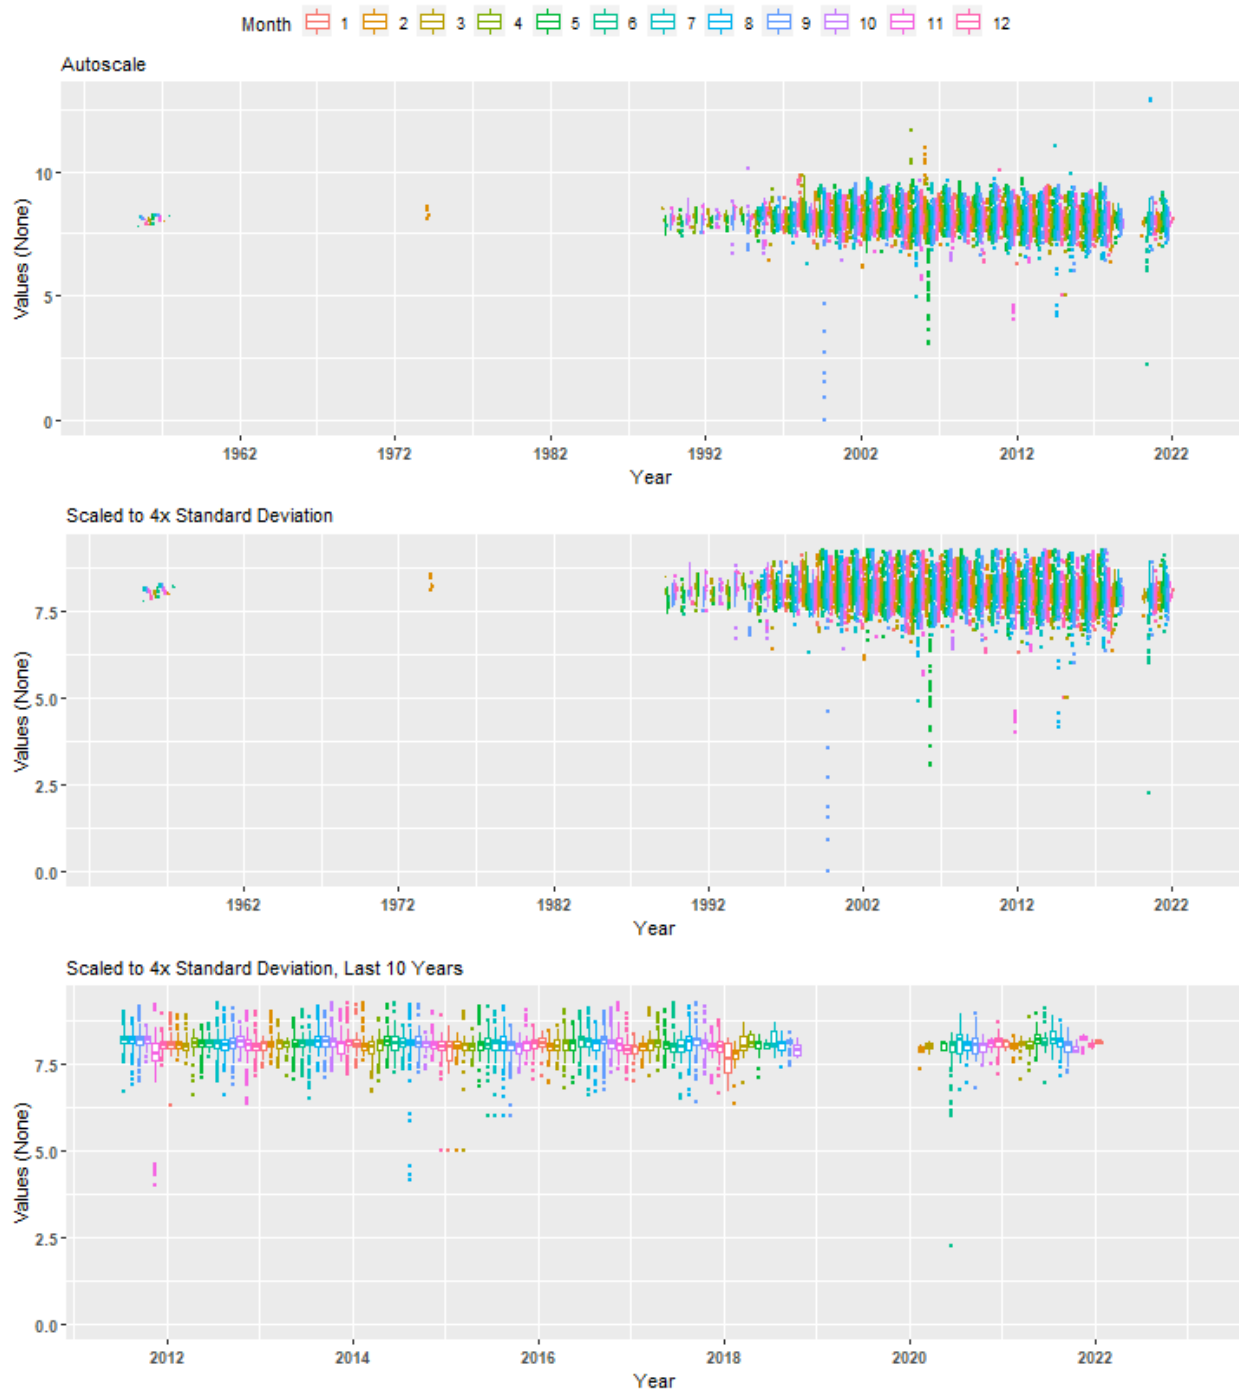 Month 1 2 3 4 5 6 7 8 9 10 11 12
Autoscale
Values (None)
10
5
0
1962 1972 1982 1992 2002 2012 2022
Year
Scaled to 4x Standard Deviation
Values (None)
7.5
5.0
2.5
0.0
1962 1972 1982 1992 2002 2012 2022
Year
Scaled to 4x Standard Deviation, Last 10 Years
Values (None)
7.5
5.0
2.5
0.0
2012 2014 2016 2018 2020 2022
Year